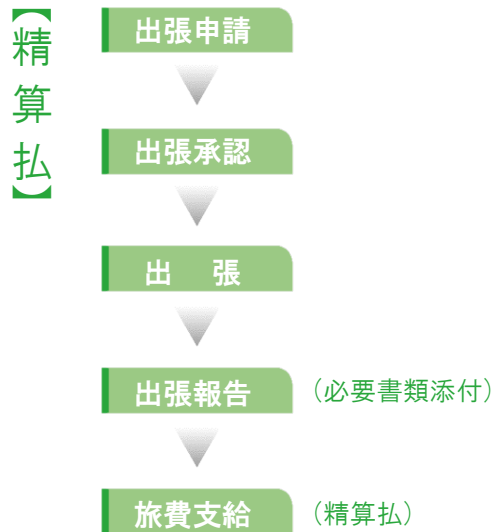 【精算払】
出張申請
出張承認
出　張
出張報告 （必要書類添付）
旅費支給 （精算払）